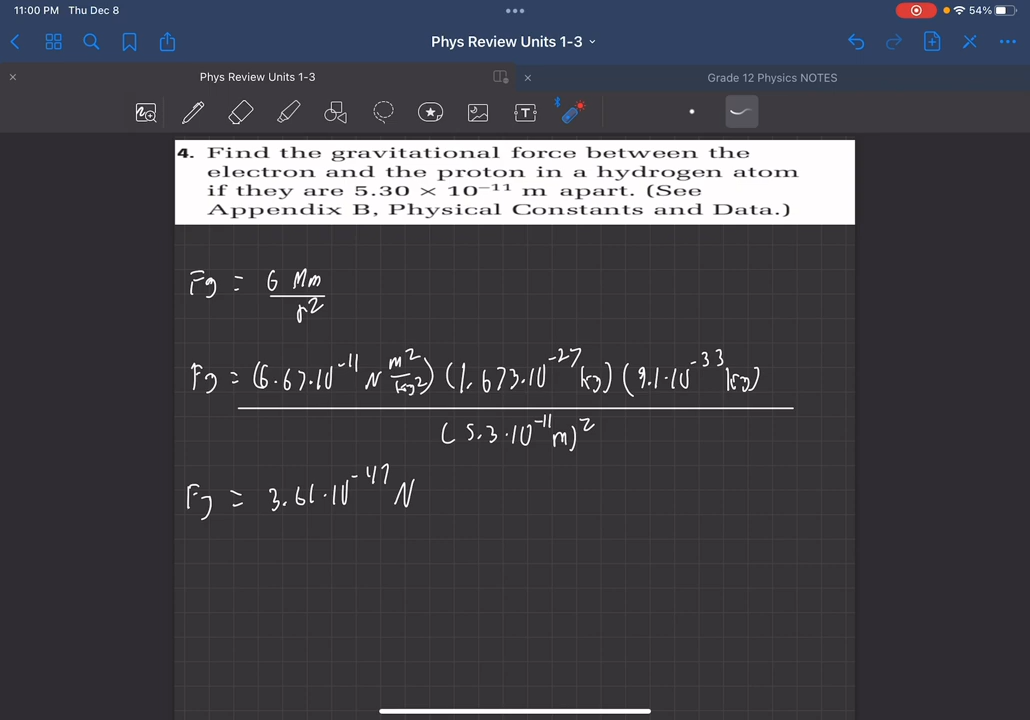 11:00 PM Thu Dec 8
54%
Phys Review Units 1-3
Phys Review Units 1-3
Grade 12 Physics NOTES
T
4. Find the gravitational force between the
electron and the proton in a hydrogen atom
if they are 5.30 × 10⁻¹¹ m apart. (See
Appendix B, Physical Constants and Data.)
Fg = G Mm / r²
Fg = (6.67·10⁻¹¹ N m²/kg²) (1.673·10⁻²⁷ kg) (9.1·10⁻³³ kg)
(5.3·10⁻¹¹ m)²
Fg = 3.61·10⁻⁴⁷ N